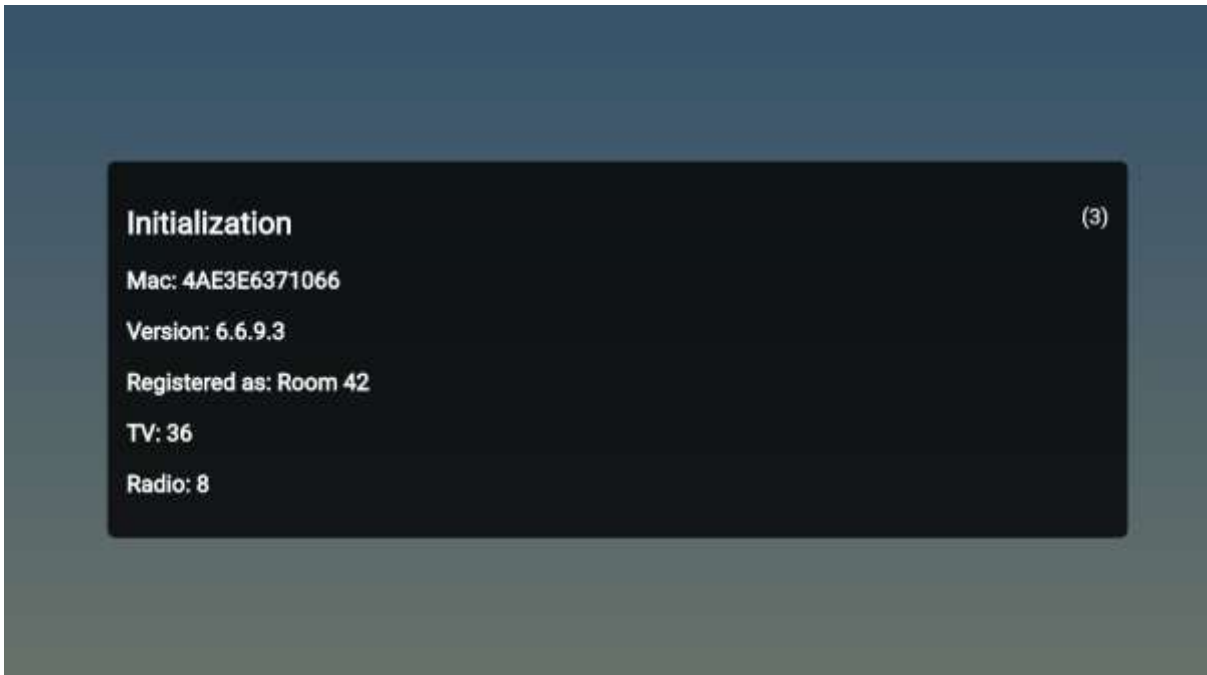 Initialization
(3)
Mac: 4AE3E6371066
Version: 6.6.9.3
Registered as: Room 42
TV: 36
Radio: 8